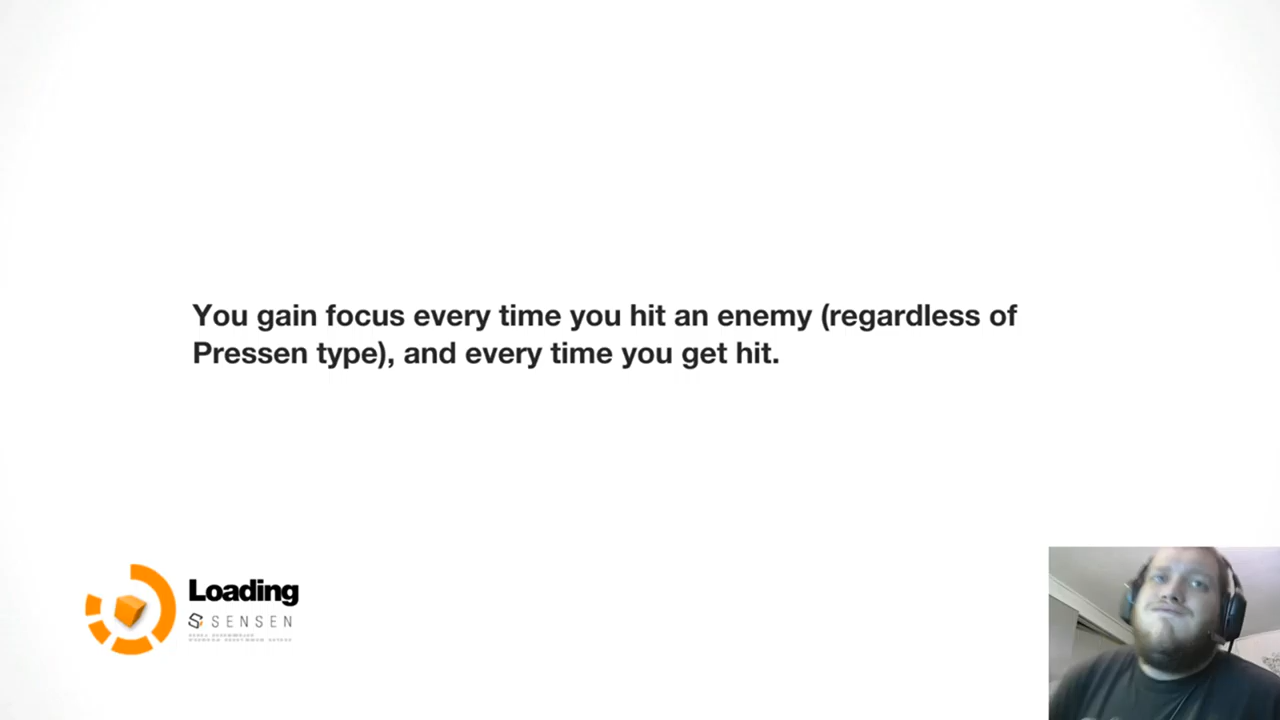 You gain focus every time you hit an enemy (regardless of
Pressen type), and every time you get hit.
Loading
SENSEN